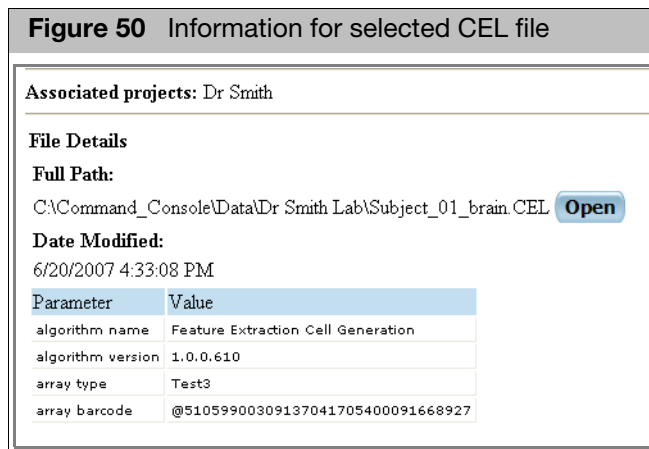 Figure 50 Information for selected CEL file
Associated projects: Dr Smith
File Details
Full Path:
C:\Command_Console\Data\Dr Smith Lab\Subject_01_brain.CEL Open
Date Modified:
6/20/2007 4:33:08 PM
Parameter Value
algorithm name Feature Extraction Cell Generation
algorithm version 1.0.0.610
array type Test3
array barcode @51059900309137041705400091668927